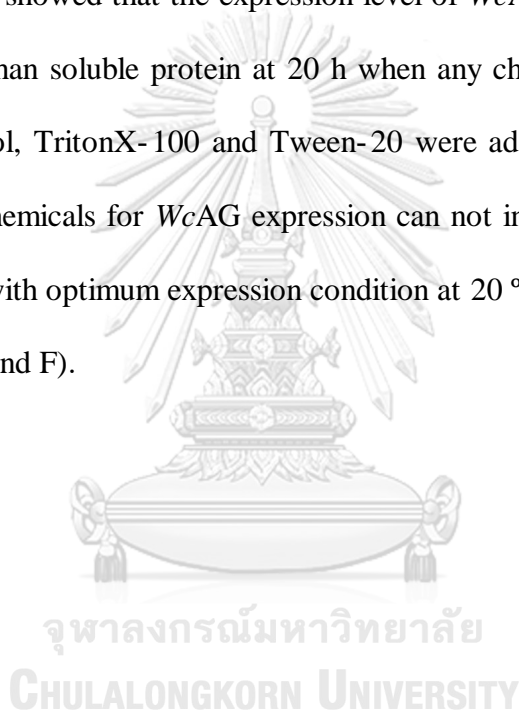 showed that the expression level of Wc
han soluble protein at 20 h when any ch
ol, TritonX-100 and Tween-20 were ad
hemicals for WcAG expression can not in
with optimum expression condition at 20 º
nd F).
จุฬาลงกรณ์มหาวิทยาลัย
CHULALONGKORN UNIVERSITY